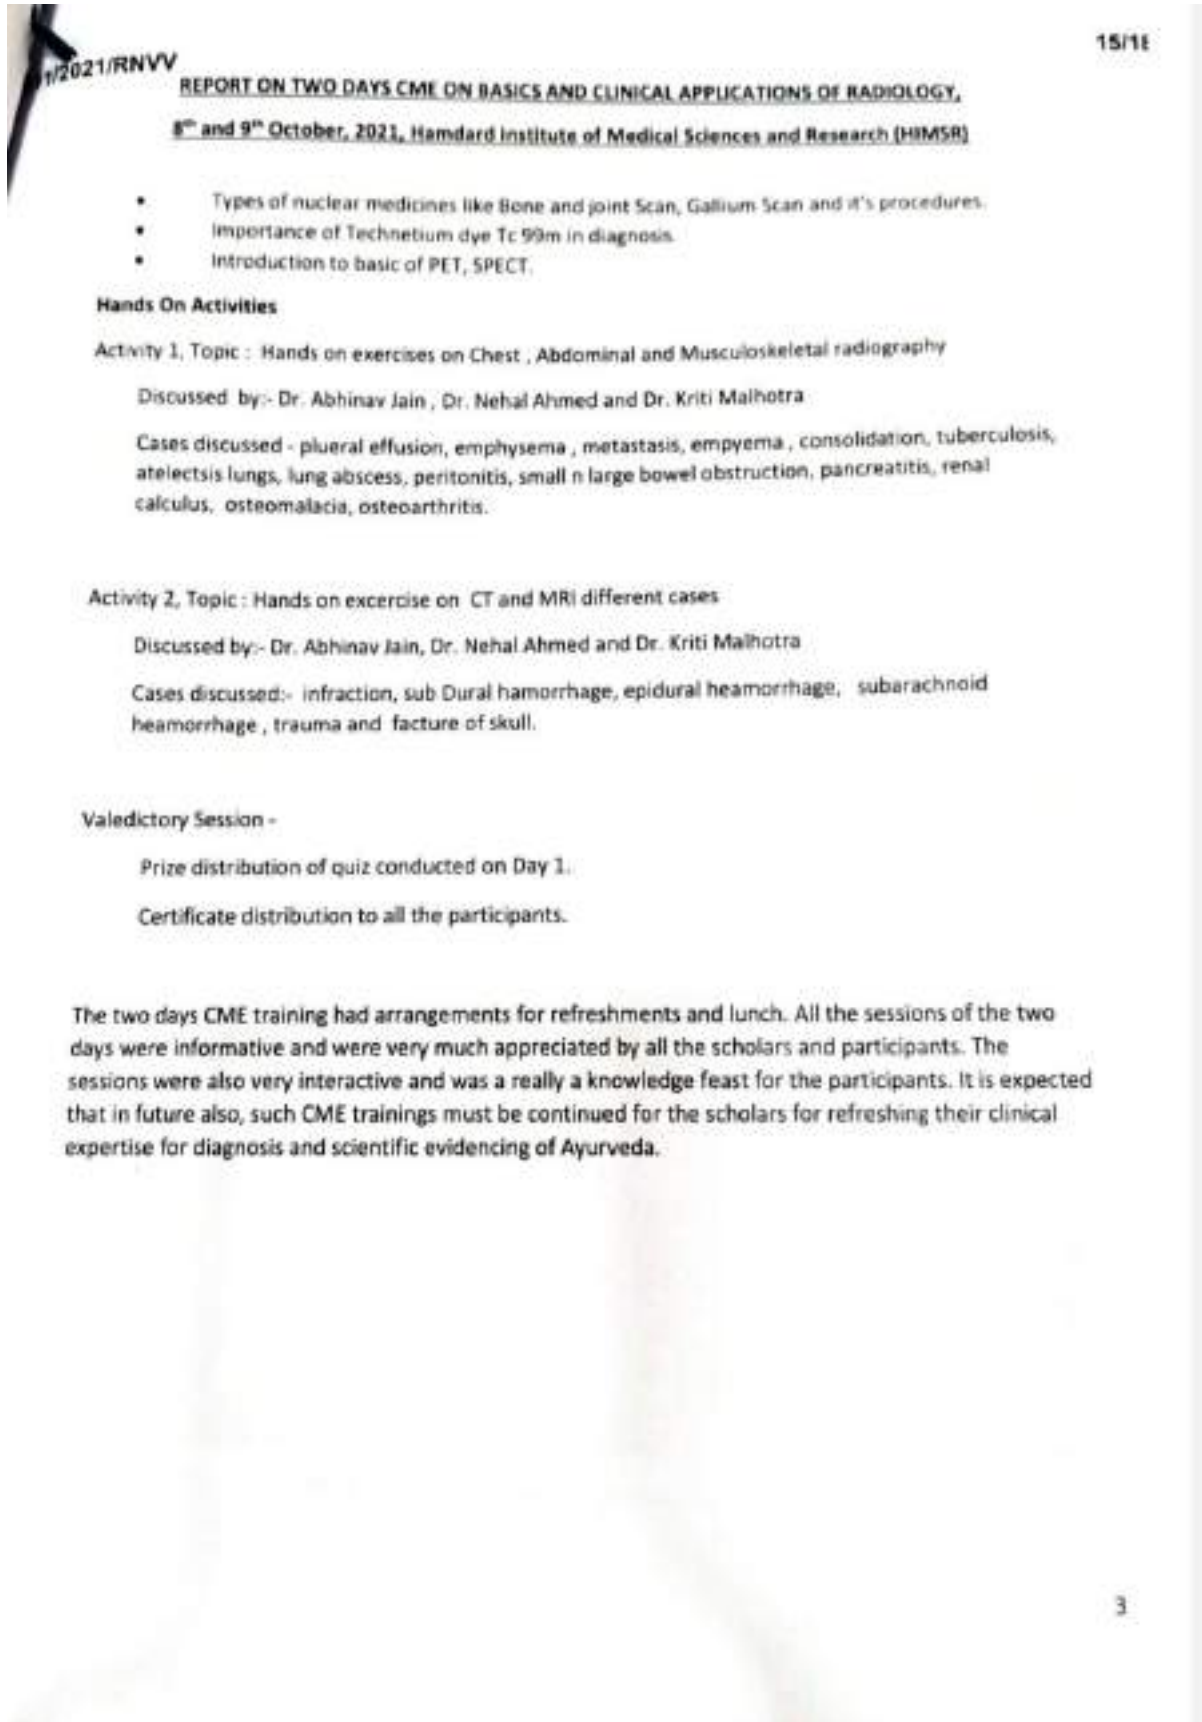 15/18
1/2021/RNVV
REPORT ON TWO DAYS CME ON BASICS AND CLINICAL APPLICATIONS OF RADIOLOGY,
8th and 9th October, 2021, Hamdard Institute of Medical Sciences and Research (HIMSR)
• Types of nuclear medicines like Bone and joint Scan, Gallium Scan and it's procedures.
• Importance of Technetium dye Tc 99m in diagnosis.
• Introduction to basic of PET, SPECT.
Hands On Activities
Activity 1, Topic : Hands on exercises on Chest , Abdominal and Musculoskeletal radiography
Discussed by:- Dr. Abhinav Jain , Dr. Nehal Ahmed and Dr. Kriti Malhotra
Cases discussed - plueral effusion, emphysema , metastasis, empyema , consolidation, tuberculosis,
atelectsis lungs, lung abscess, peritonitis, small n large bowel obstruction, pancreatitis, renal
calculus, osteomalacia, osteoarthritis.
Activity 2, Topic : Hands on excercise on CT and MRI different cases
Discussed by:- Dr. Abhinav Jain, Dr. Nehal Ahmed and Dr. Kriti Malhotra
Cases discussed:- infraction, sub Dural hamorrhage, epidural heamorrhage, subarachnoid
heamorrhage , trauma and facture of skull.
Valedictory Session -
Prize distribution of quiz conducted on Day 1.
Certificate distribution to all the participants.
The two days CME training had arrangements for refreshments and lunch. All the sessions of the two
days were informative and were very much appreciated by all the scholars and participants. The
sessions were also very interactive and was a really a knowledge feast for the participants. It is expected
that in future also, such CME trainings must be continued for the scholars for refreshing their clinical
expertise for diagnosis and scientific evidencing of Ayurveda.
3